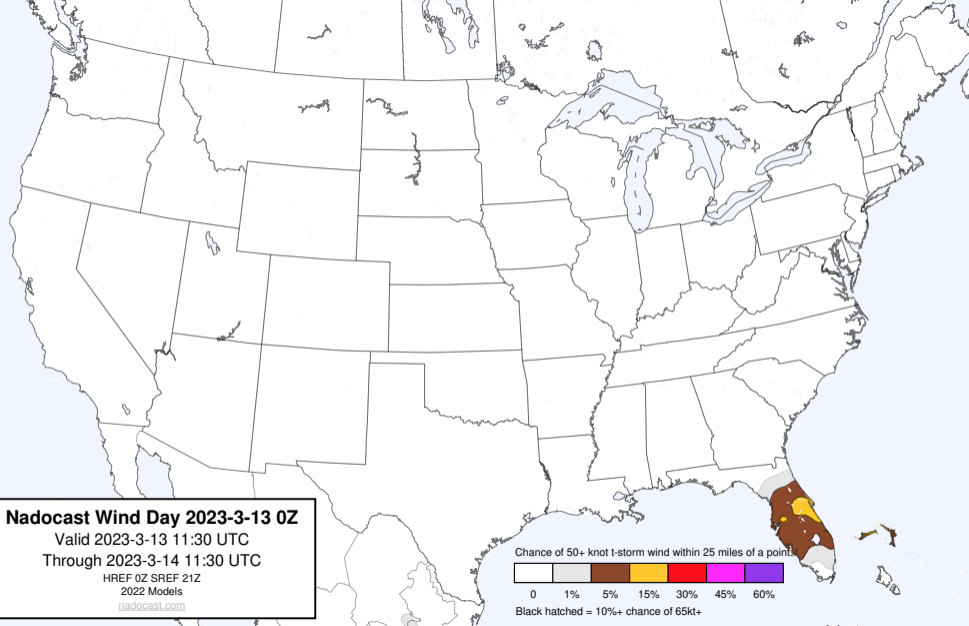 Nadocast Wind Day 2023-3-13 0Z
Valid 2023-3-13 11:30 UTC
Through 2023-3-14 11:30 UTC
HREF 0Z SREF 21Z
2022 Models
nadocast.com
Chance of 50+ knot t-storm wind within 25 miles of a point.
0 1% 5% 15% 30% 45% 60%
Black hatched = 10%+ chance of 65kt+